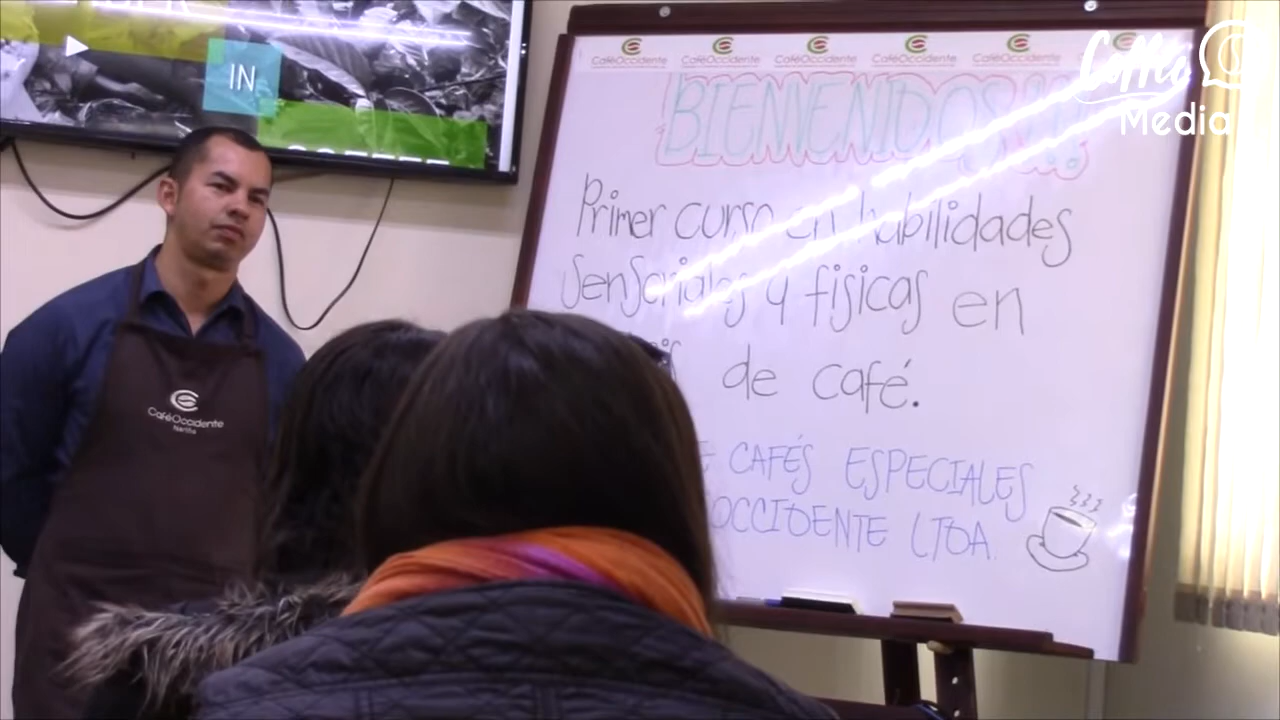 IN
CaféOccidente CaféOccidente CaféOccidente CaféOccidente CaféOccidente
Media
BIENVENIDOS
Primer curso en habilidades
Sensoriales y fisicas en
de café.
CAFÉS ESPECIALES
OCCIDENTE LTDA.
CaféOccidente
Nariño